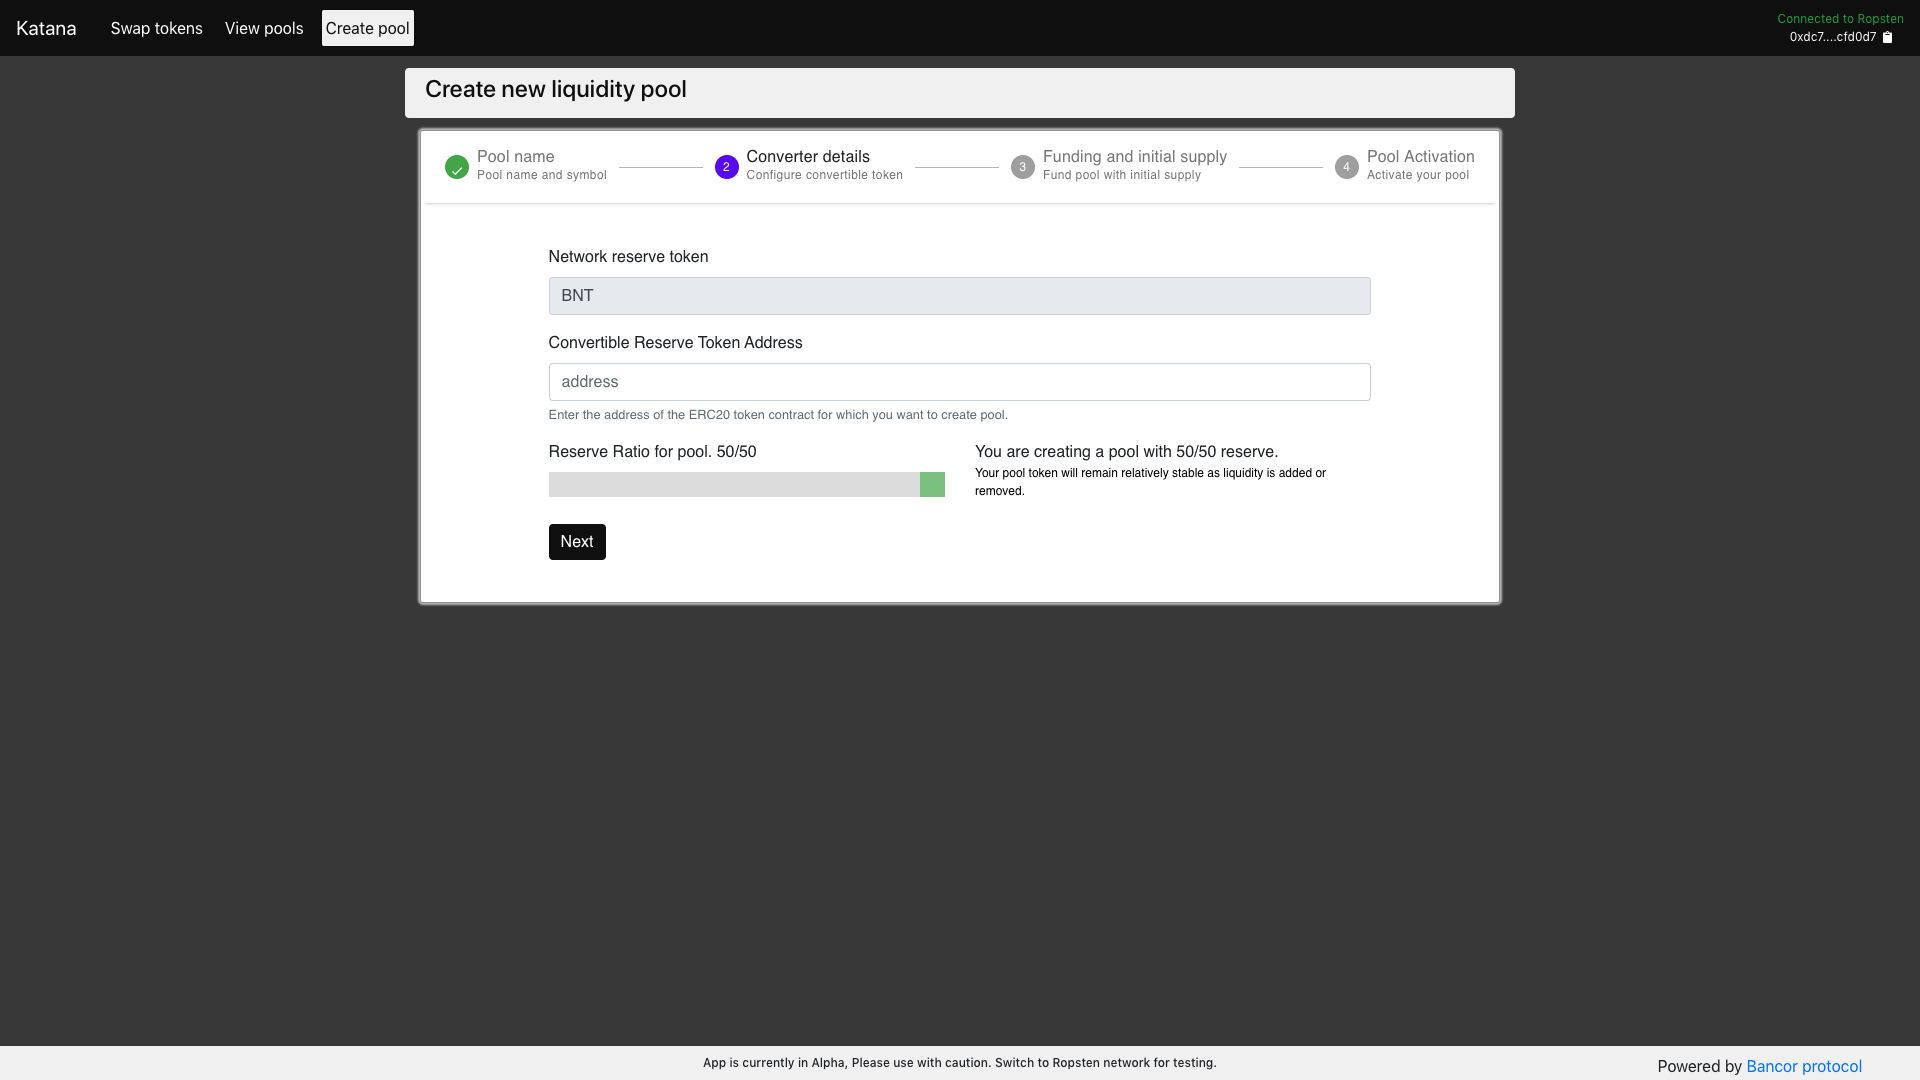 Katana
Swap tokens
View pools
Create pool
Connected to Ropsten
0xdc7....cfd0d7
Create new liquidity pool
Pool name
Pool name and symbol
2
Converter details
Configure convertible token
3
Funding and initial supply
Fund pool with initial supply
4
Pool Activation
Activate your pool
Network reserve token
BNT
Convertible Reserve Token Address
address
Enter the address of the ERC20 token contract for which you want to create pool.
Reserve Ratio for pool. 50/50
You are creating a pool with 50/50 reserve.
Your pool token will remain relatively stable as liquidity is added or
removed.
Next
App is currently in Alpha, Please use with caution. Switch to Ropsten network for testing.
Powered by Bancor protocol